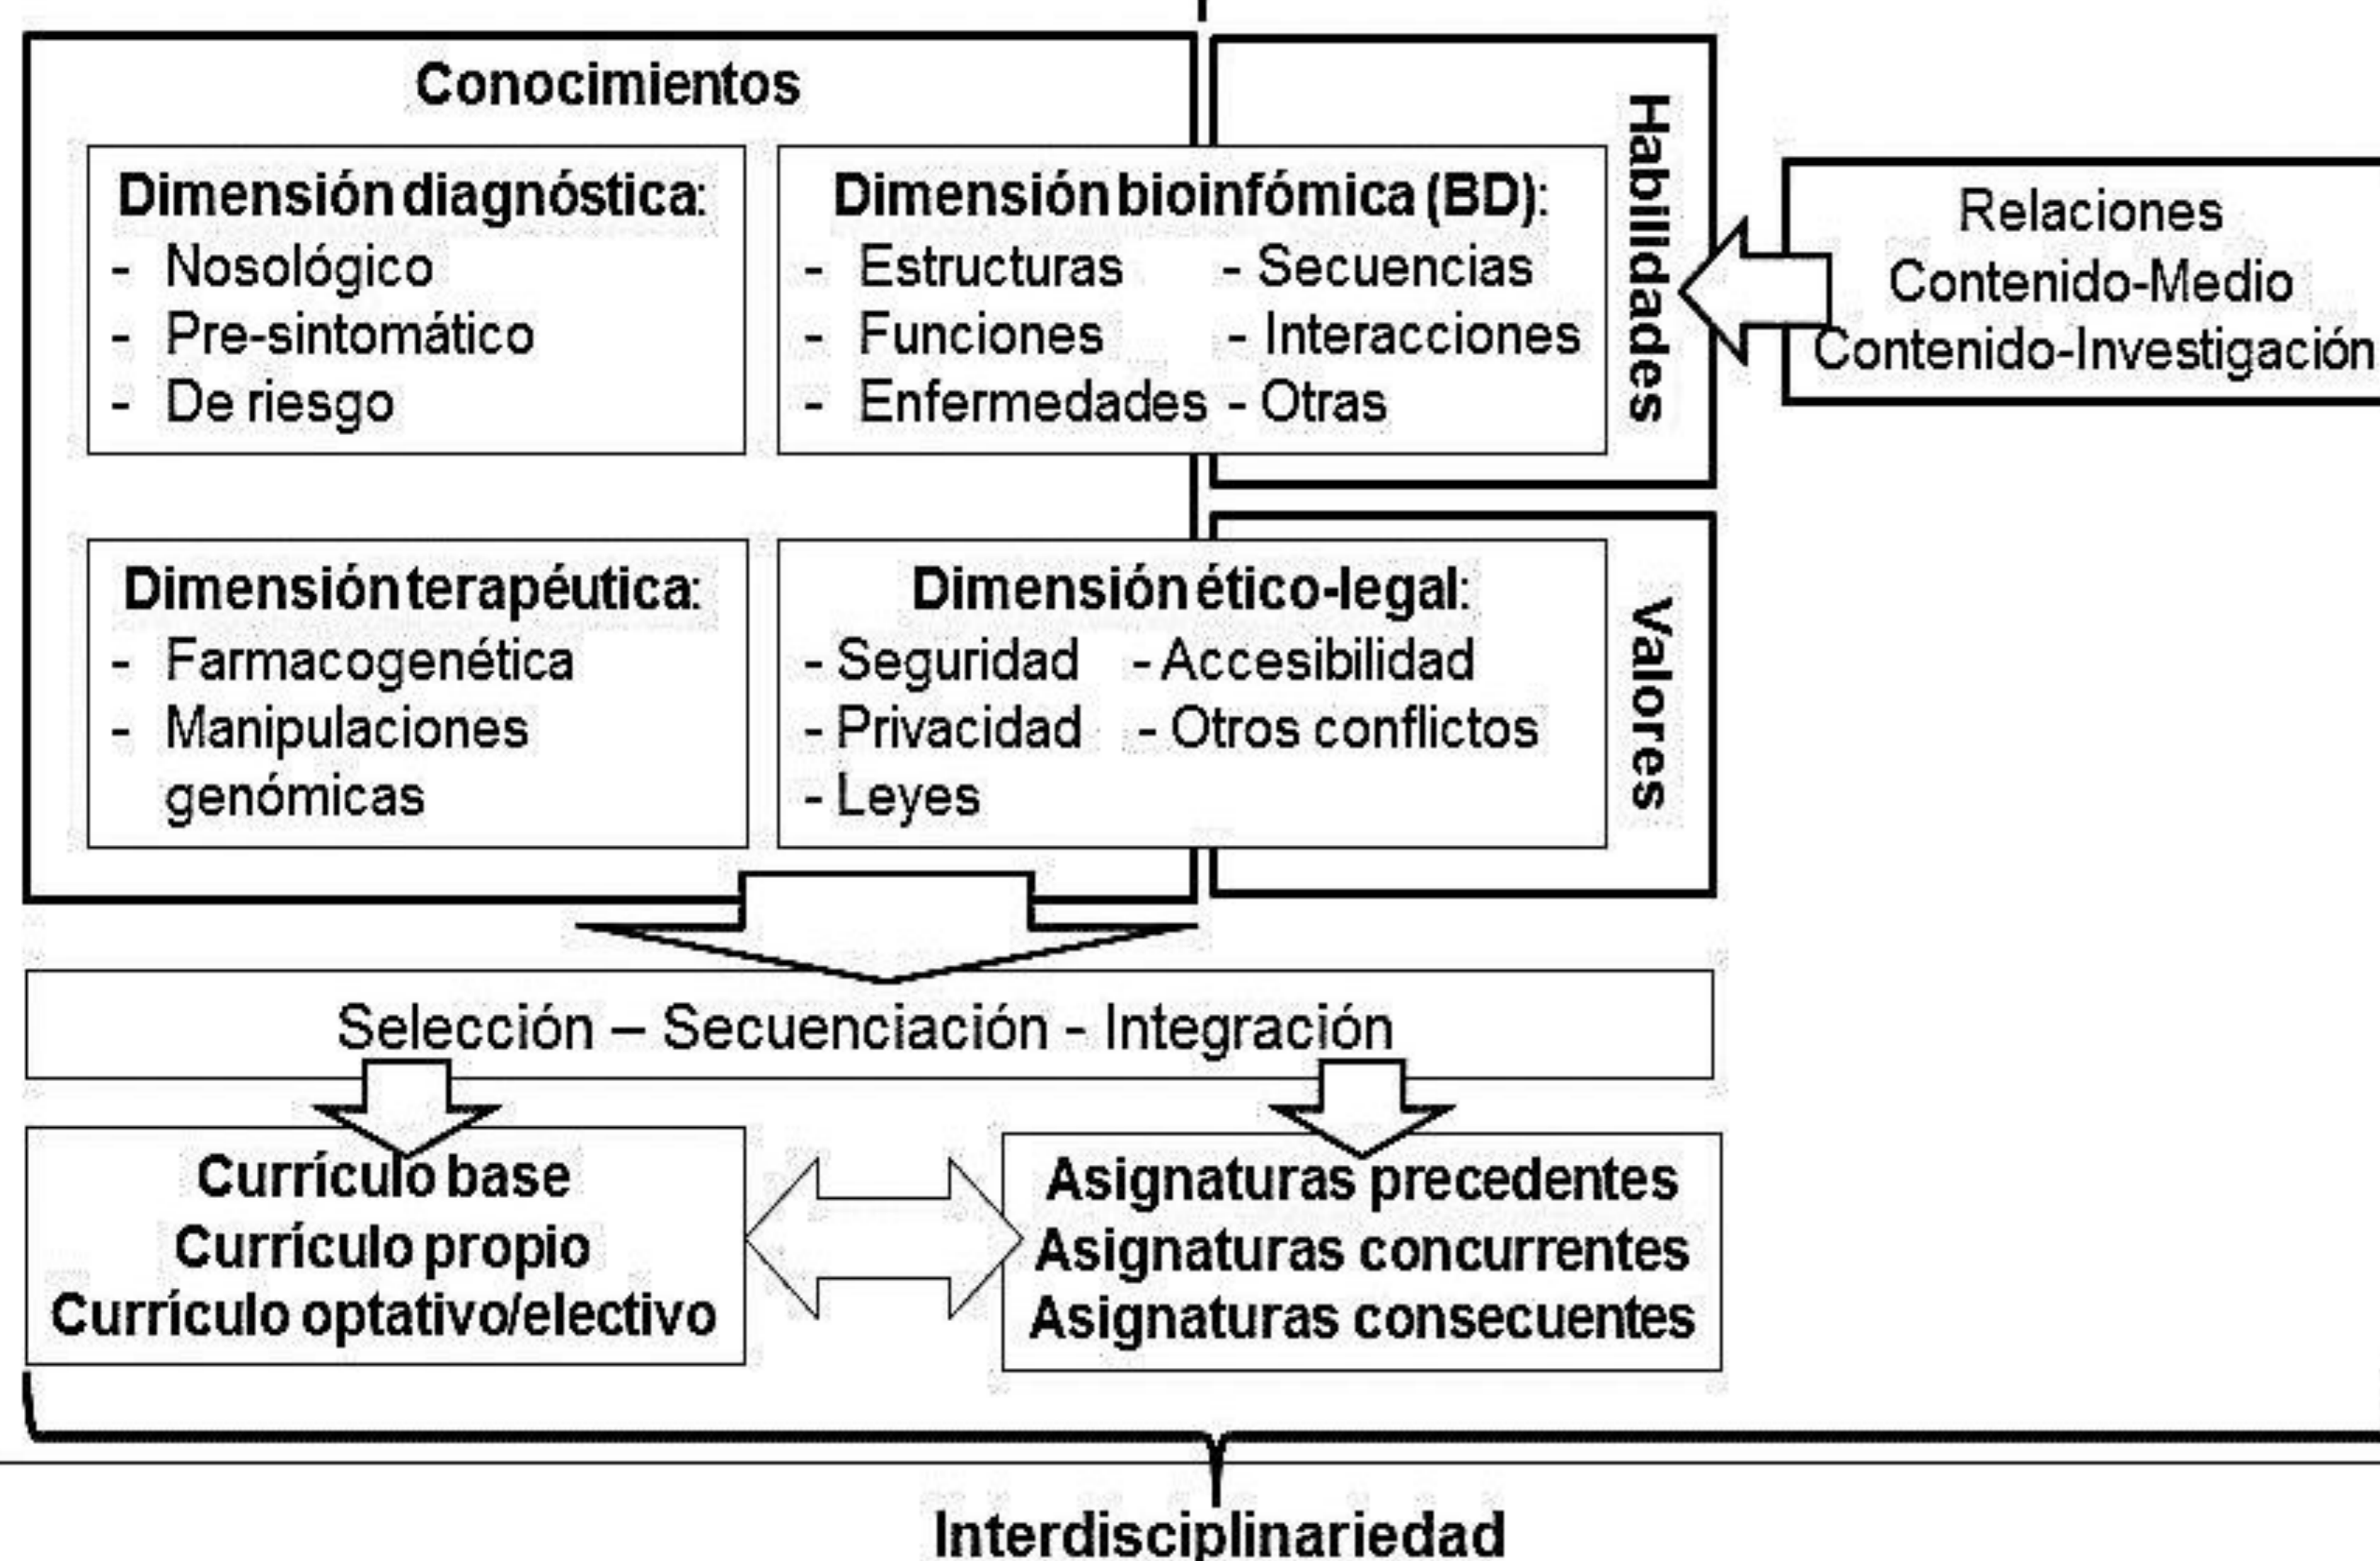 Conocimientos
Dimensión diagnóstica:
- Nosológico
- Pre-sintomático
- De riesgo
Dimensión bioinfómica (BD):
- Estructuras - Secuencias
- Funciones - Interacciones
- Enfermedades - Otras
Habilidades
Relaciones
Contenido-Medio
Contenido-Investigación
Dimensión terapéutica:
- Farmacogenética
- Manipulaciones
genómicas
Dimensión ético-legal:
- Seguridad - Accesibilidad
- Privacidad - Otros conflictos
- Leyes
Valores
Selección – Secuenciación - Integración
Currículo base
Currículo propio
Currículo optativo/electivo
Asignaturas precedentes
Asignaturas concurrentes
Asignaturas consecuentes
Interdisciplinariedad